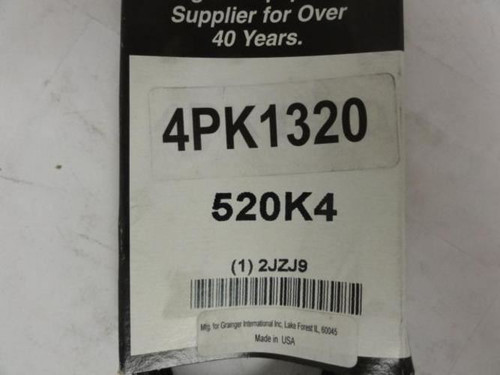 Supplier for Over
40 Years.
4PK1320
520K4
(1) 2JZJ9
Mfg. for Grainger International Inc. Lake Forest IL, 60045
Made in USA